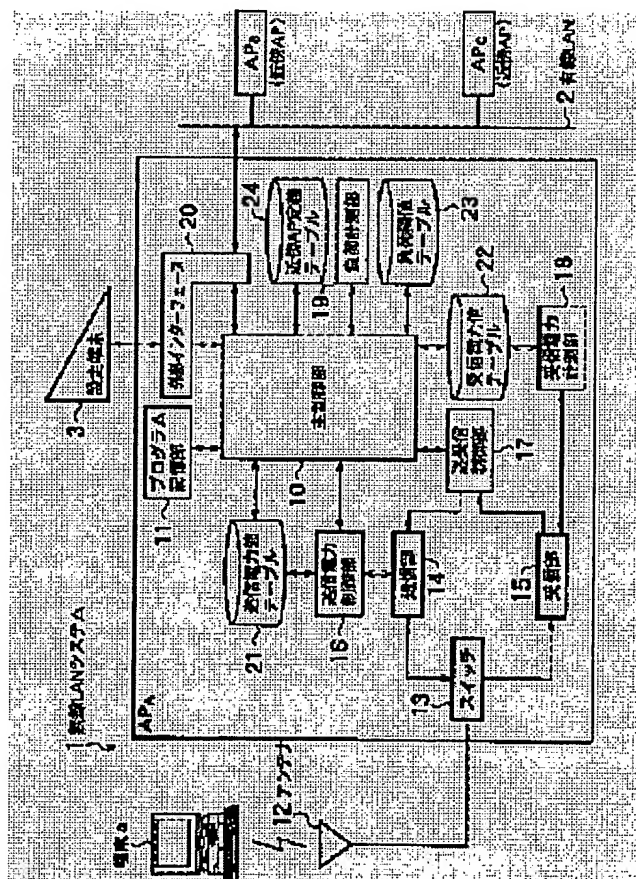 1 無線LANシステム
端末a
12 アンテナ
APA
13
スイッチ
14
送信部
15
受信部
16
送信電力
制御部
17
送受信
制御部
18
受信電力
計測部
21
送信電力値
テーブル
22
受信電力値
テーブル
23
負荷閾値
テーブル
19
負荷計測部
24
近傍AP定義
テーブル
10
主制御部
11
プログラム
記憶部
20
外部インターフェース
3
設定端末
APB
(近傍AP)
APC
(近傍AP)
2 有線LAN